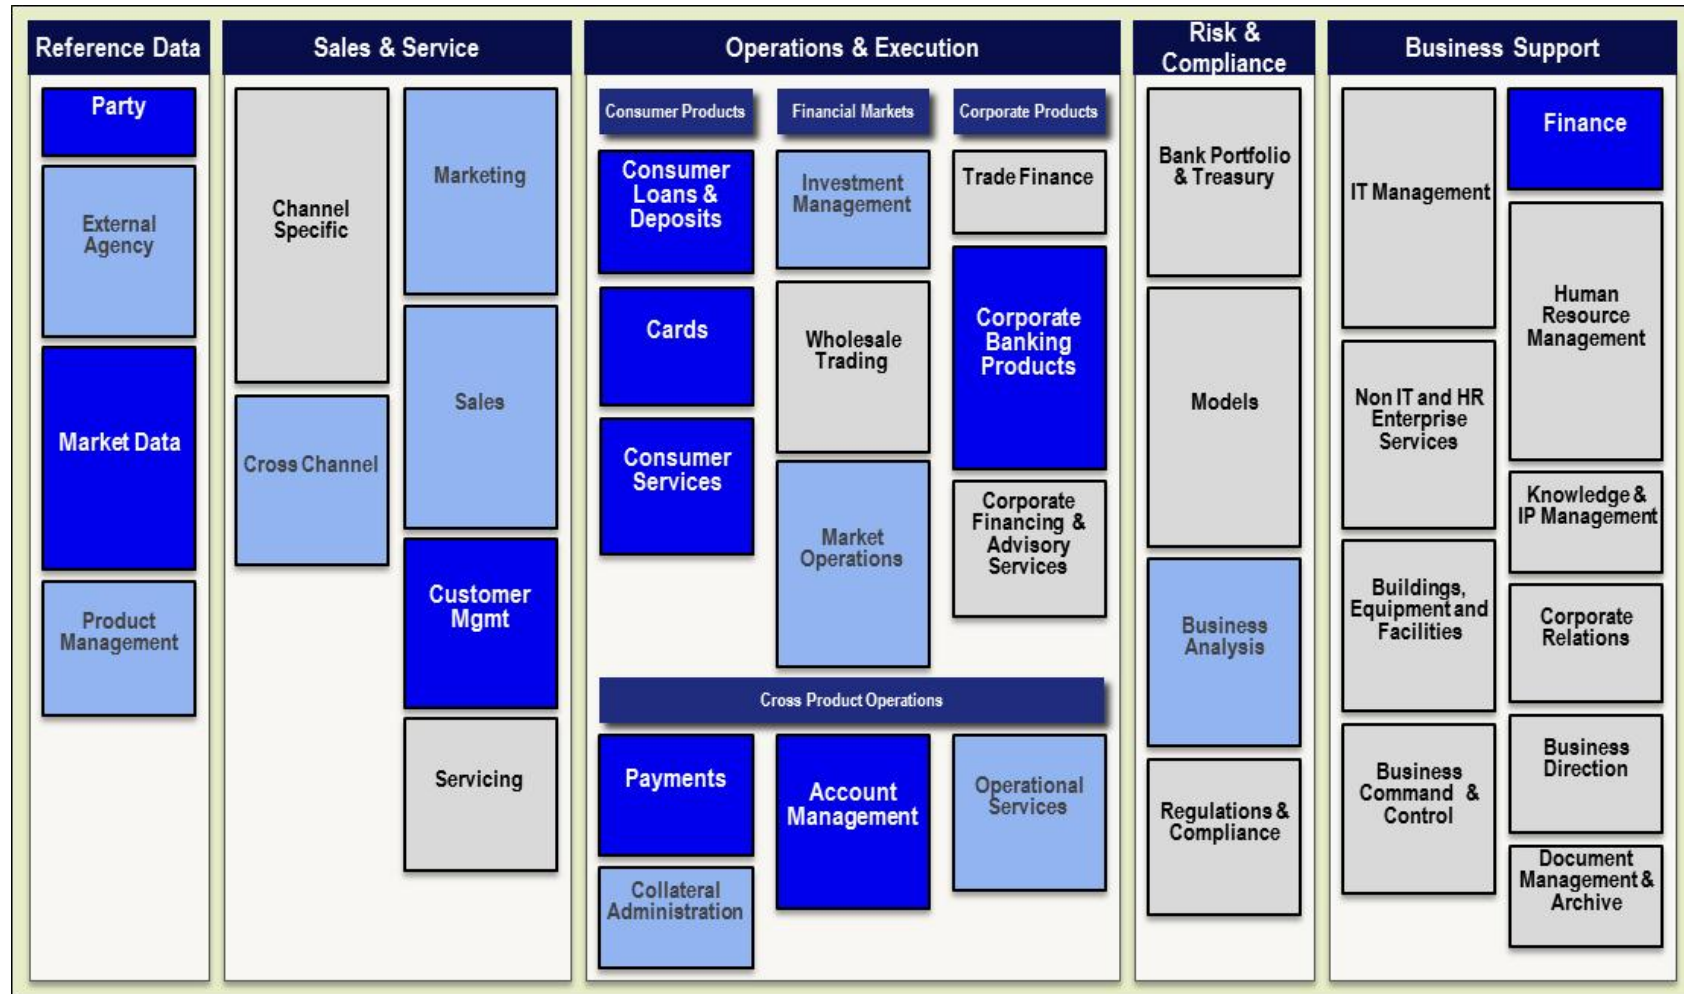 Reference Data
Party
External
Agency
Market Data
Product
Management
Sales & Service
Channel
Specific
Cross Channel
Marketing
Sales
Customer
Mgmt
Servicing
Operations & Execution
Consumer Products
Consumer
Loans &
Deposits
Cards
Consumer
Services
Financial Markets
Investment
Management
Wholesale
Trading
Market
Operations
Corporate Products
Trade Finance
Corporate
Banking
Products
Corporate
Financing &
Advisory
Services
Cross Product Operations
Payments
Collateral
Administration
Account
Management
Operational
Services
Risk &
Compliance
Bank Portfolio
& Treasury
Models
Business
Analysis
Regulations &
Compliance
Business Support
IT Management
Non IT and HR
Enterprise
Services
Buildings,
Equipment and
Facilities
Business
Command &
Control
Finance
Human
Resource
Management
Knowledge &
IP Management
Corporate
Relations
Business
Direction
Document
Management &
Archive